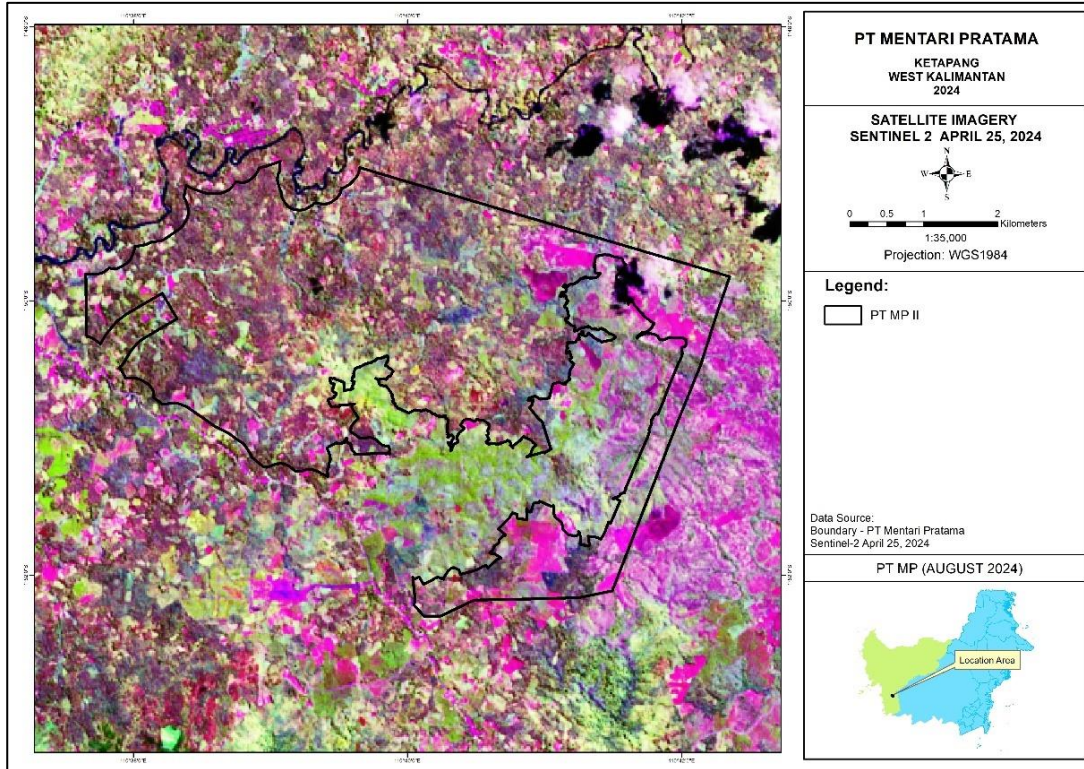 PT MENTARI PRATAMA
KETAPANG
WEST KALIMANTAN
2024
SATELLITE IMAGERY
SENTINEL 2 APRIL 25, 2024
N
W E
S
0 0.5 1 2
Kilometers
1:35,000
Projection: WGS1984
Legend:
PT MP II
Data Source:
Boundary - PT Mentari Pratama
Sentinel-2 April 25, 2024
PT MP (AUGUST 2024)
Location Area